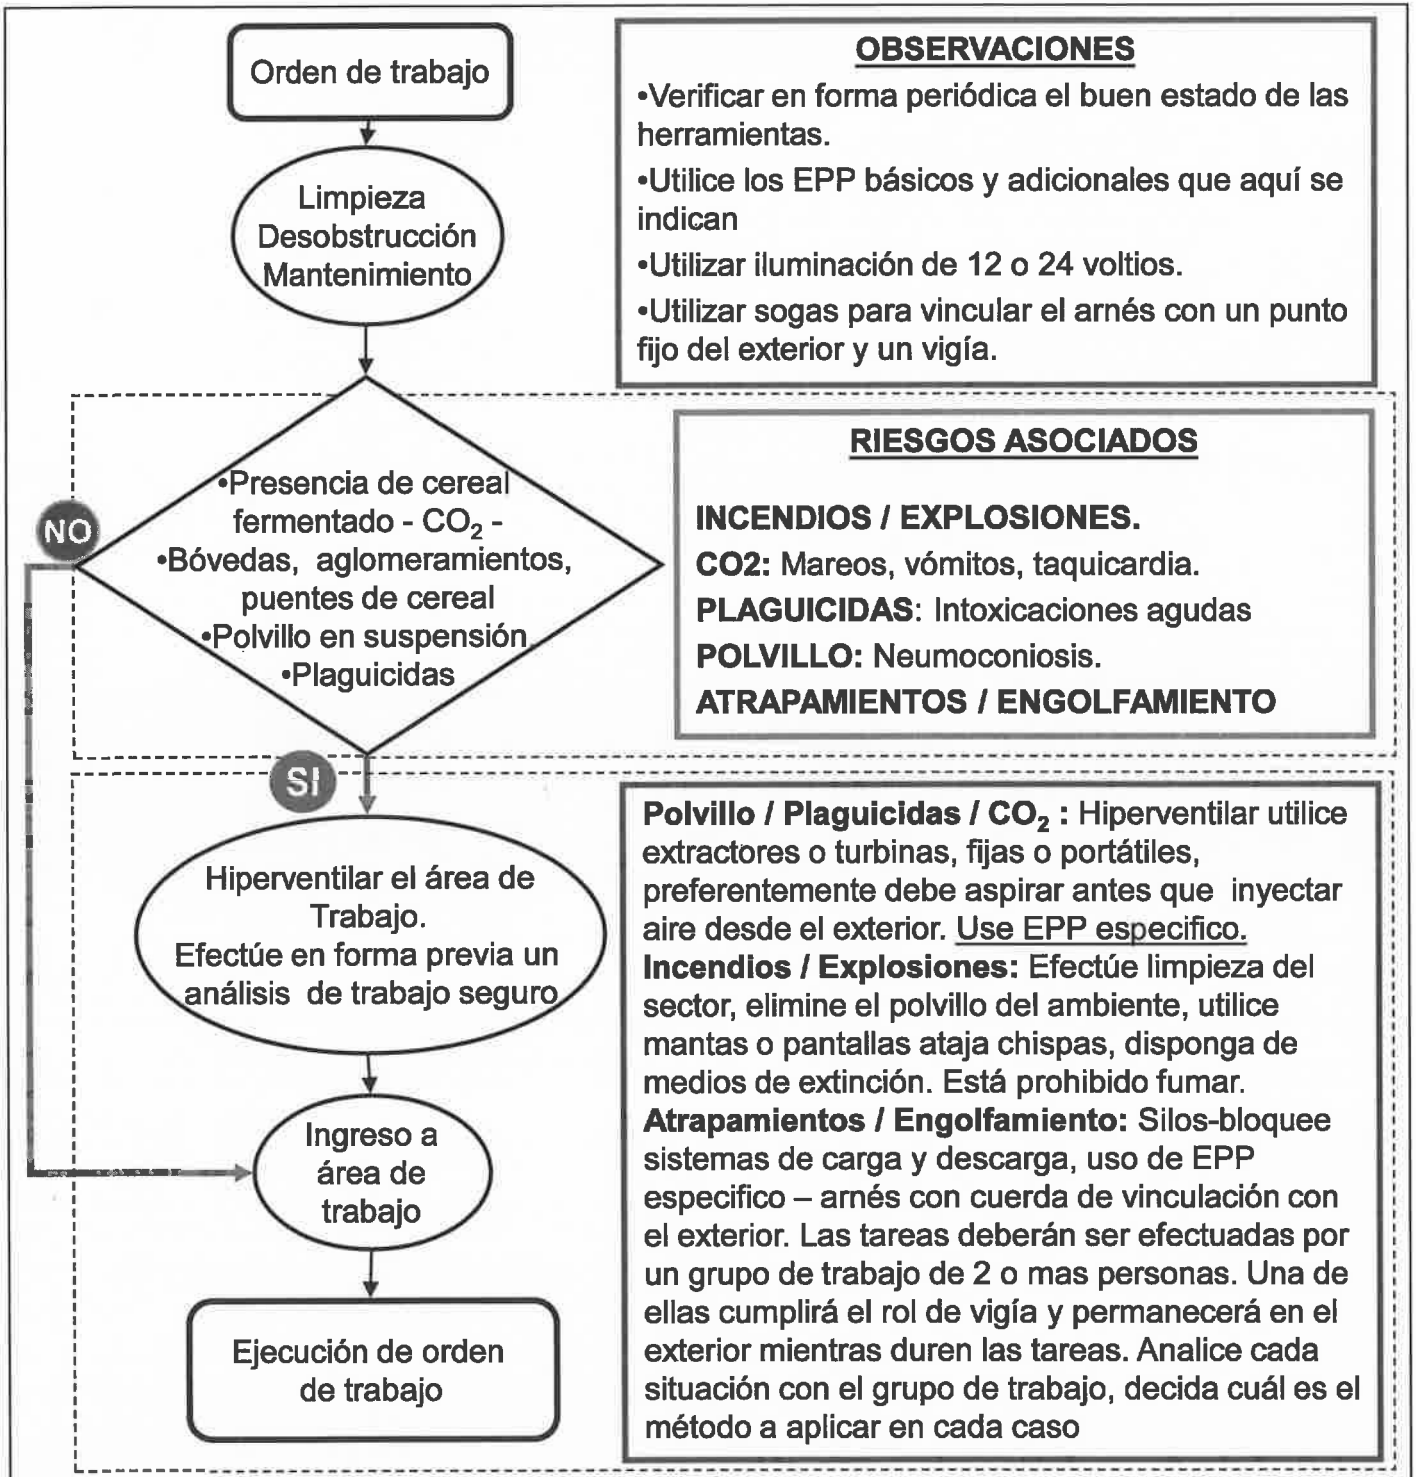 Orden de trabajo
Limpieza
Desobstrucción
Mantenimiento
OBSERVACIONES
•Verificar en forma periódica el buen estado de las
herramientas.
•Utilice los EPP básicos y adicionales que aquí se
indican
•Utilizar iluminación de 12 o 24 voltios.
•Utilizar sogas para vincular el arnés con un punto
fijo del exterior y un vigía.
NO
•Presencia de cereal
fermentado - CO₂ -
•Bóvedas, aglomeramientos,
puentes de cereal
•Polvillo en suspensión
•Plaguicidas
RIESGOS ASOCIADOS
INCENDIOS / EXPLOSIONES.
CO2: Mareos, vómitos, taquicardia.
PLAGUICIDAS: Intoxicaciones agudas
POLVILLO: Neumoconiosis.
ATRAPAMIENTOS / ENGOLFAMIENTO
SI
Hiperventilar el área de
Trabajo.
Efectúe en forma previa un
análisis de trabajo seguro
Ingreso a
área de
trabajo
Ejecución de orden
de trabajo
Polvillo / Plaguicidas / CO₂ : Hiperventilar utilice
extractores o turbinas, fijas o portátiles,
preferentemente debe aspirar antes que inyectar
aire desde el exterior. Use EPP especifico.
Incendios / Explosiones: Efectúe limpieza del
sector, elimine el polvillo del ambiente, utilice
mantas o pantallas ataja chispas, disponga de
medios de extinción. Está prohibido fumar.
Atrapamientos / Engolfamiento: Silos-bloquee
sistemas de carga y descarga, uso de EPP
especifico – arnés con cuerda de vinculación con
el exterior. Las tareas deberán ser efectuadas por
un grupo de trabajo de 2 o mas personas. Una de
ellas cumplirá el rol de vigía y permanecerá en el
exterior mientras duren las tareas. Analice cada
situación con el grupo de trabajo, decida cuál es el
método a aplicar en cada caso